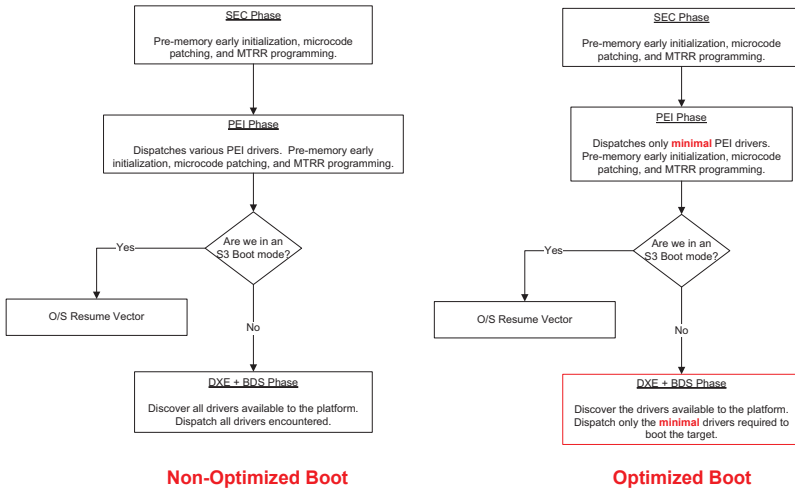 SEC Phase
Pre-memory early initialization, microcode
patching, and MTRR programming.
PEI Phase
Dispatches various PEI drivers. Pre-memory early
initialization, microcode patching, and MTRR programming.
Are we in an
S3 Boot mode?
Yes
O/S Resume Vector
No
DXE + BDS Phase
Discover all drivers available to the platform.
Dispatch all drivers encountered.
Non-Optimized Boot
SEC Phase
Pre-memory early initialization, microcode
patching, and MTRR programming.
PEI Phase
Dispatches only minimal PEI drivers.
Pre-memory early initialization, microcode
patching, and MTRR programming.
Are we in an
S3 Boot mode?
Yes
O/S Resume Vector
No
DXE + BDS Phase
Discover the drivers available to the platform.
Dispatch only the minimal drivers required to
boot the target.
Optimized Boot